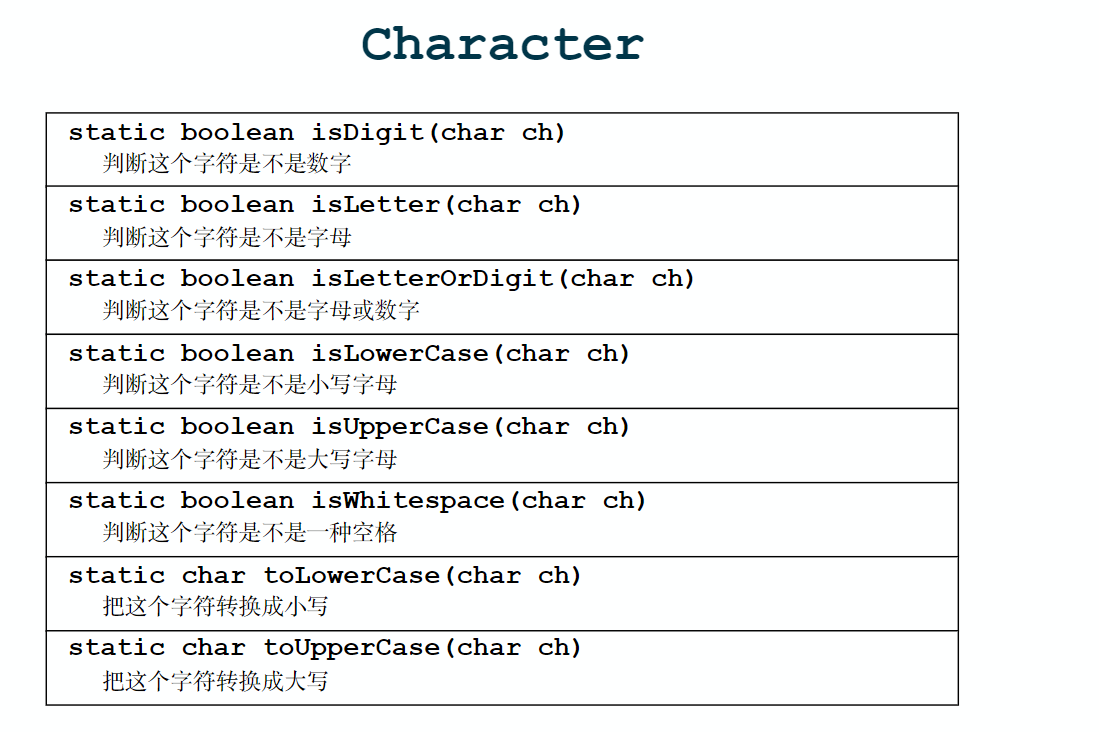 Character
static boolean isDigit(char ch)
判断这个字符是不是数字
static boolean isLetter(char ch)
判断这个字符是不是字母
static boolean isLetterOrDigit(char ch)
判断这个字符是不是字母或数字
static boolean isLowerCase(char ch)
判断这个字符是不是小写字母
static boolean isUpperCase(char ch)
判断这个字符是不是大写字母
static boolean isWhitespace(char ch)
判断这个字符是不是一种空格
static char toLowerCase(char ch)
把这个字符转换成小写
static char toUpperCase(char ch)
把这个字符转换成大写